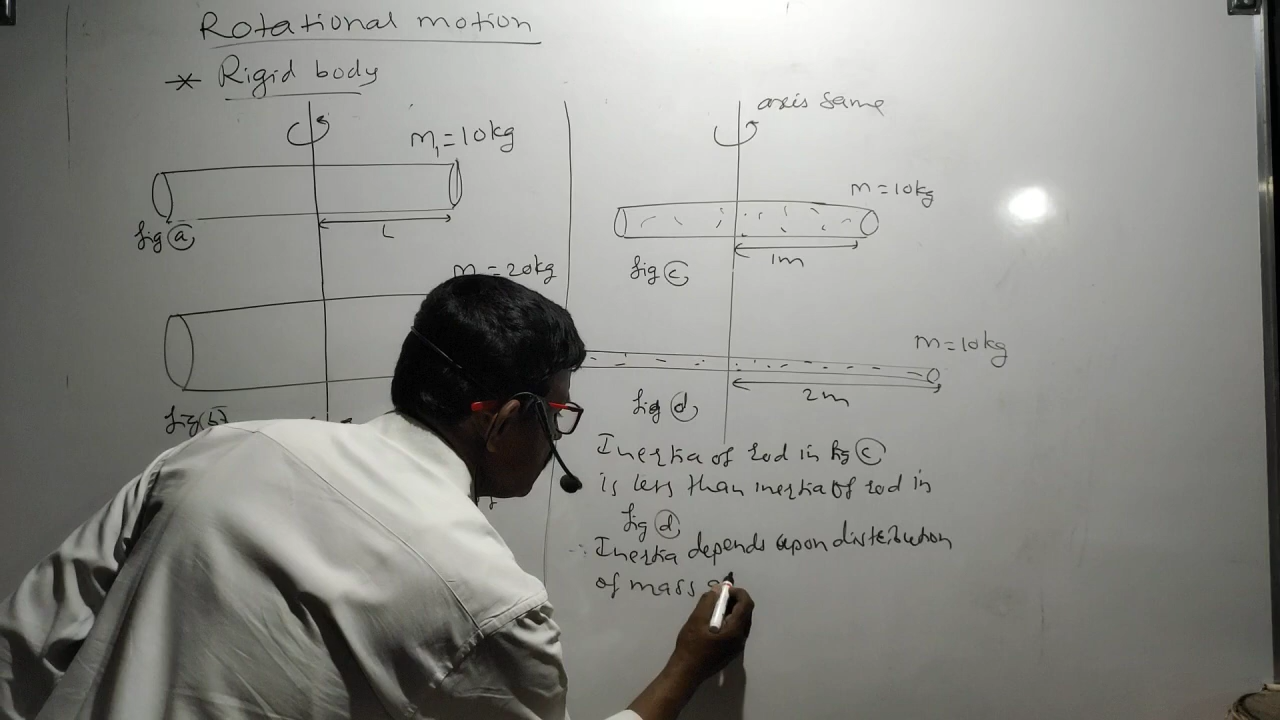 Rotational motion
* Rigid body
m₁=10kg
L
fig (a)
= 20kg
fig (b)
axis same
m=10kg
1m
fig (c)
m=10kg
2m
fig (d)
Inertia of rod in fig (c)
is less than inertia of rod in
fig (d)
∴ Inertia depends upon distribution
of mass